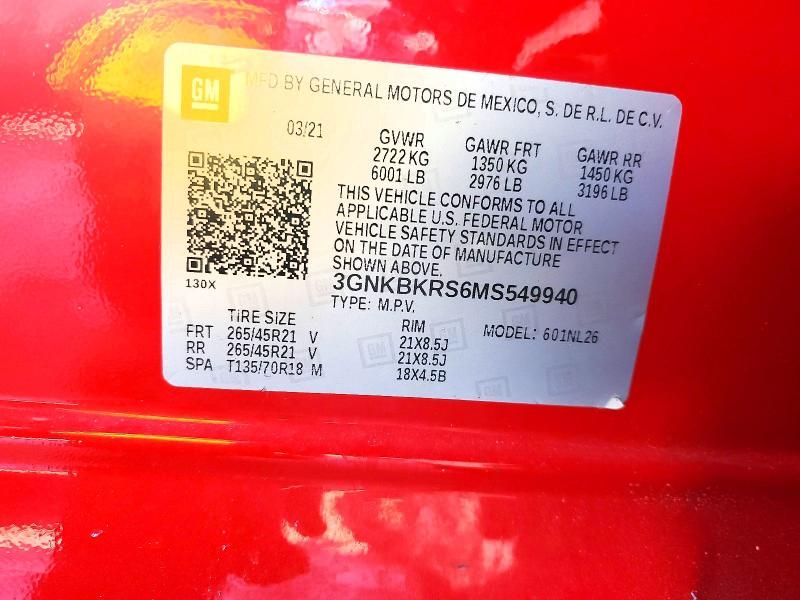 GM
MFD BY GENERAL MOTORS DE MEXICO, S. DE R.L. DE C.V.
03/21 GVWR GAWR FRT GAWR RR
2722 KG 1350 KG 1450 KG
6001 LB 2976 LB 3196 LB
THIS VEHICLE CONFORMS TO ALL
APPLICABLE U.S. FEDERAL MOTOR
VEHICLE SAFETY STANDARDS IN EFFECT
ON THE DATE OF MANUFACTURE
SHOWN ABOVE.
130X
3GNKBKRS6MS549940
TYPE: M.P.V.
TIRE SIZE RIM MODEL: 601NL26
FRT 265/45R21 V 21X8.5J
RR 265/45R21 V 21X8.5J
SPA T135/70R18 M 18X4.5B